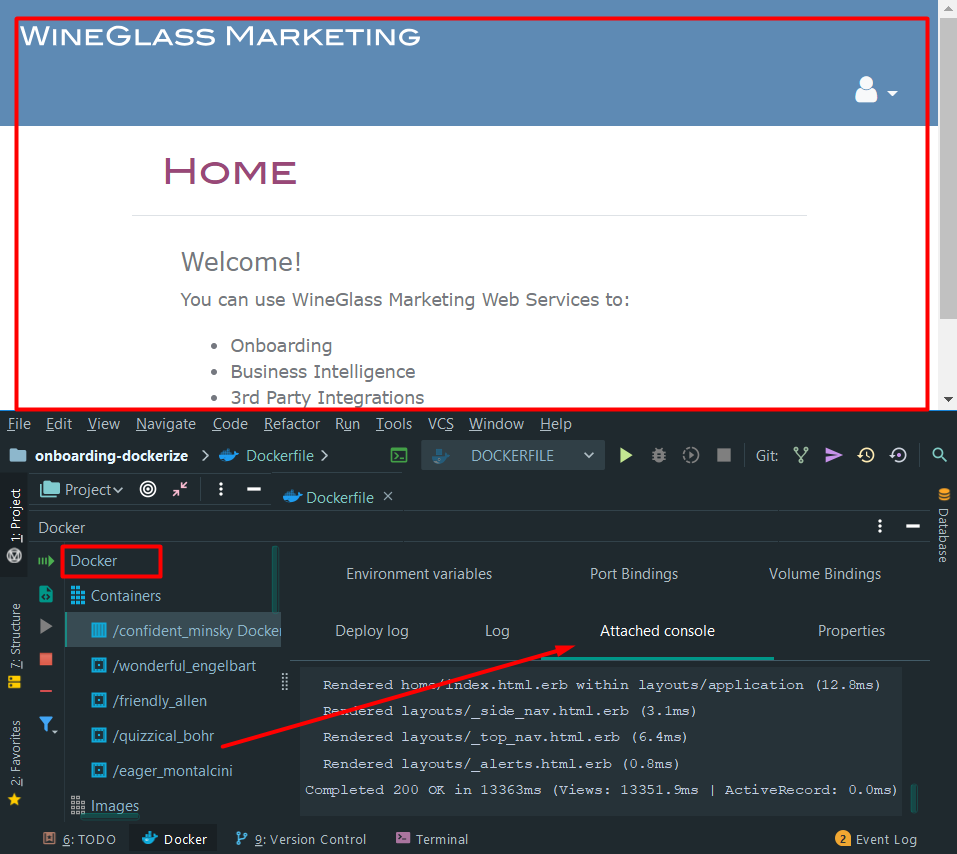 WineGlass Marketing
Home
Welcome!
You can use WineGlass Marketing Web Services to:
• Onboarding
• Business Intelligence
• 3rd Party Integrations
File Edit View Navigate Code Refactor Run Tools VCS Window Help
onboarding-dockerize Dockerfile DOCKERFILE Git:
Project Dockerfile
1: Project
7: Structure
2: Favorites
Database
Docker
Docker
Containers
/confident_minsky Docker
/wonderful_engelbart
/friendly_allen
/quizzical_bohr
/eager_montalcini
Images
Environment variables Port Bindings Volume Bindings
Deploy log Log Attached console Properties
Rendered home/index.html.erb within layouts/application (12.8ms)
Rendered layouts/_side_nav.html.erb (3.1ms)
Rendered layouts/_top_nav.html.erb (6.4ms)
Rendered layouts/_alerts.html.erb (0.8ms)
Completed 200 OK in 13363ms (Views: 13351.9ms | ActiveRecord: 0.0ms)
6: TODO Docker 9: Version Control Terminal 2 Event Log